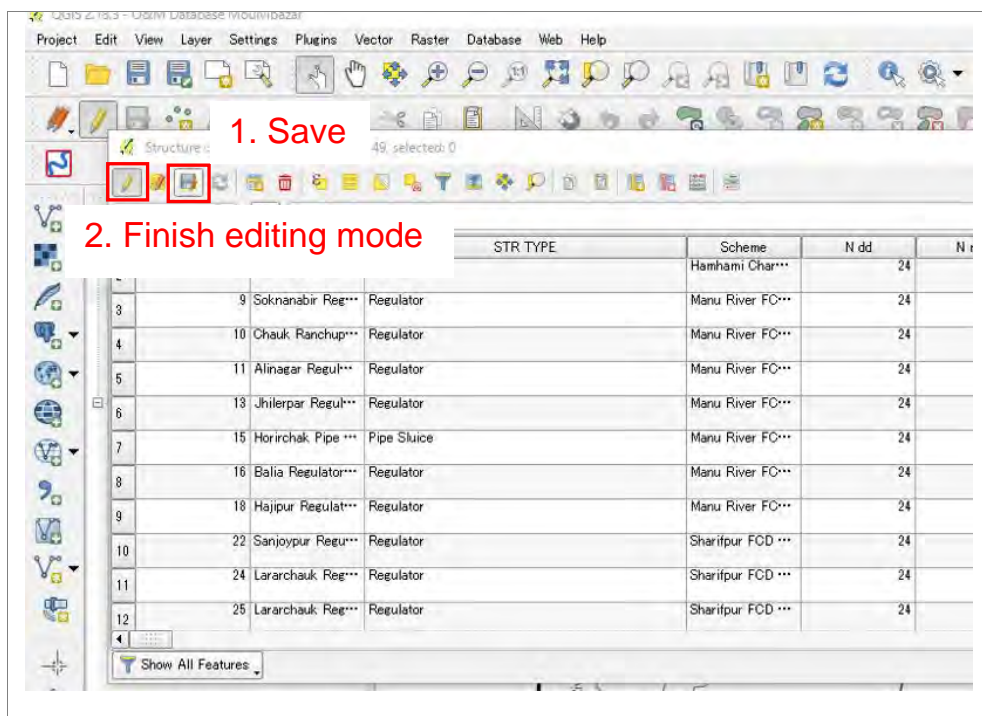 QGIS 2.18.3 - O&M Database Moulvibazar
Project Edit View Layer Settings Plugins Vector Raster Database Web Help
1. Save
Structure 49, selected: 0
2. Finish editing mode
STR TYPE Scheme N dd N
Hamhami Char···
3 9 Soknanabir Reg··· Regulator Manu River FC··· 24
4 10 Chauk Ranchup··· Regulator Manu River FC··· 24
5 11 Alinagar Regul··· Regulator Manu River FC··· 24
6 13 Jhilerpar Regul··· Regulator Manu River FC··· 24
7 15 Horirchak Pipe ··· Pipe Sluice Manu River FC··· 24
8 16 Balia Regulator··· Regulator Manu River FC··· 24
9 18 Hajipur Regulat··· Regulator Manu River FC··· 24
10 22 Sanjoypur Regu··· Regulator Sharifpur FCD ··· 24
11 24 Lararchauk Reg··· Regulator Sharifpur FCD ··· 24
12 25 Lararchauk Reg··· Regulator Sharifpur FCD ··· 24
Show All Features